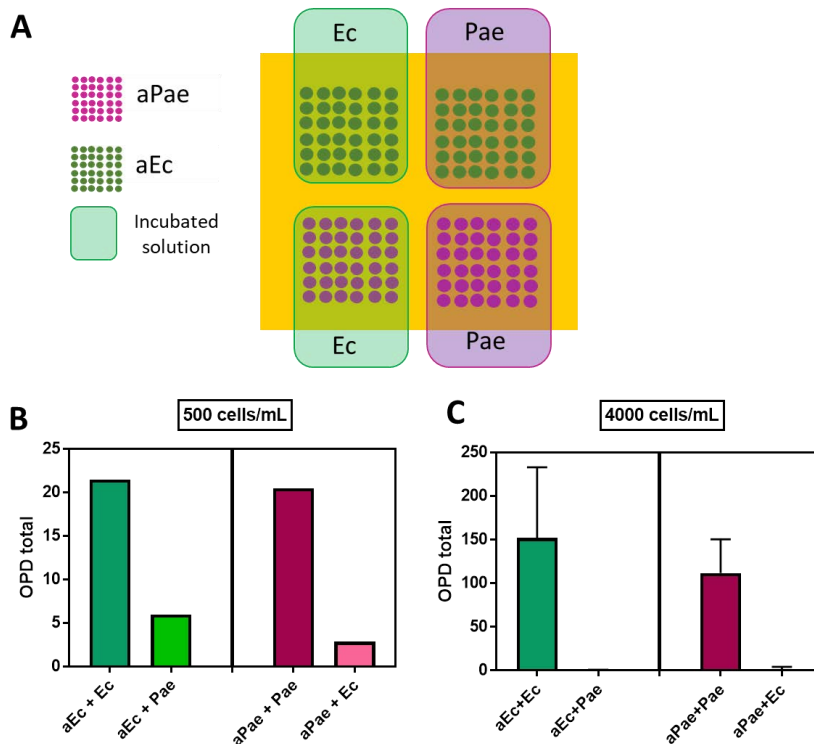 A
Ec
Pae
aPae
aEc
Incubated
solution
Ec
Pae
B
500 cells/mL
OPD total
25
20
15
10
5
0
aEc + Ec
aEc + Pae
aPae + Pae
aPae + Ec
C
4000 cells/mL
OPD total
250
200
150
100
50
0
aEc+Ec
aEc+Pae
aPae+Pae
aPae+Ec